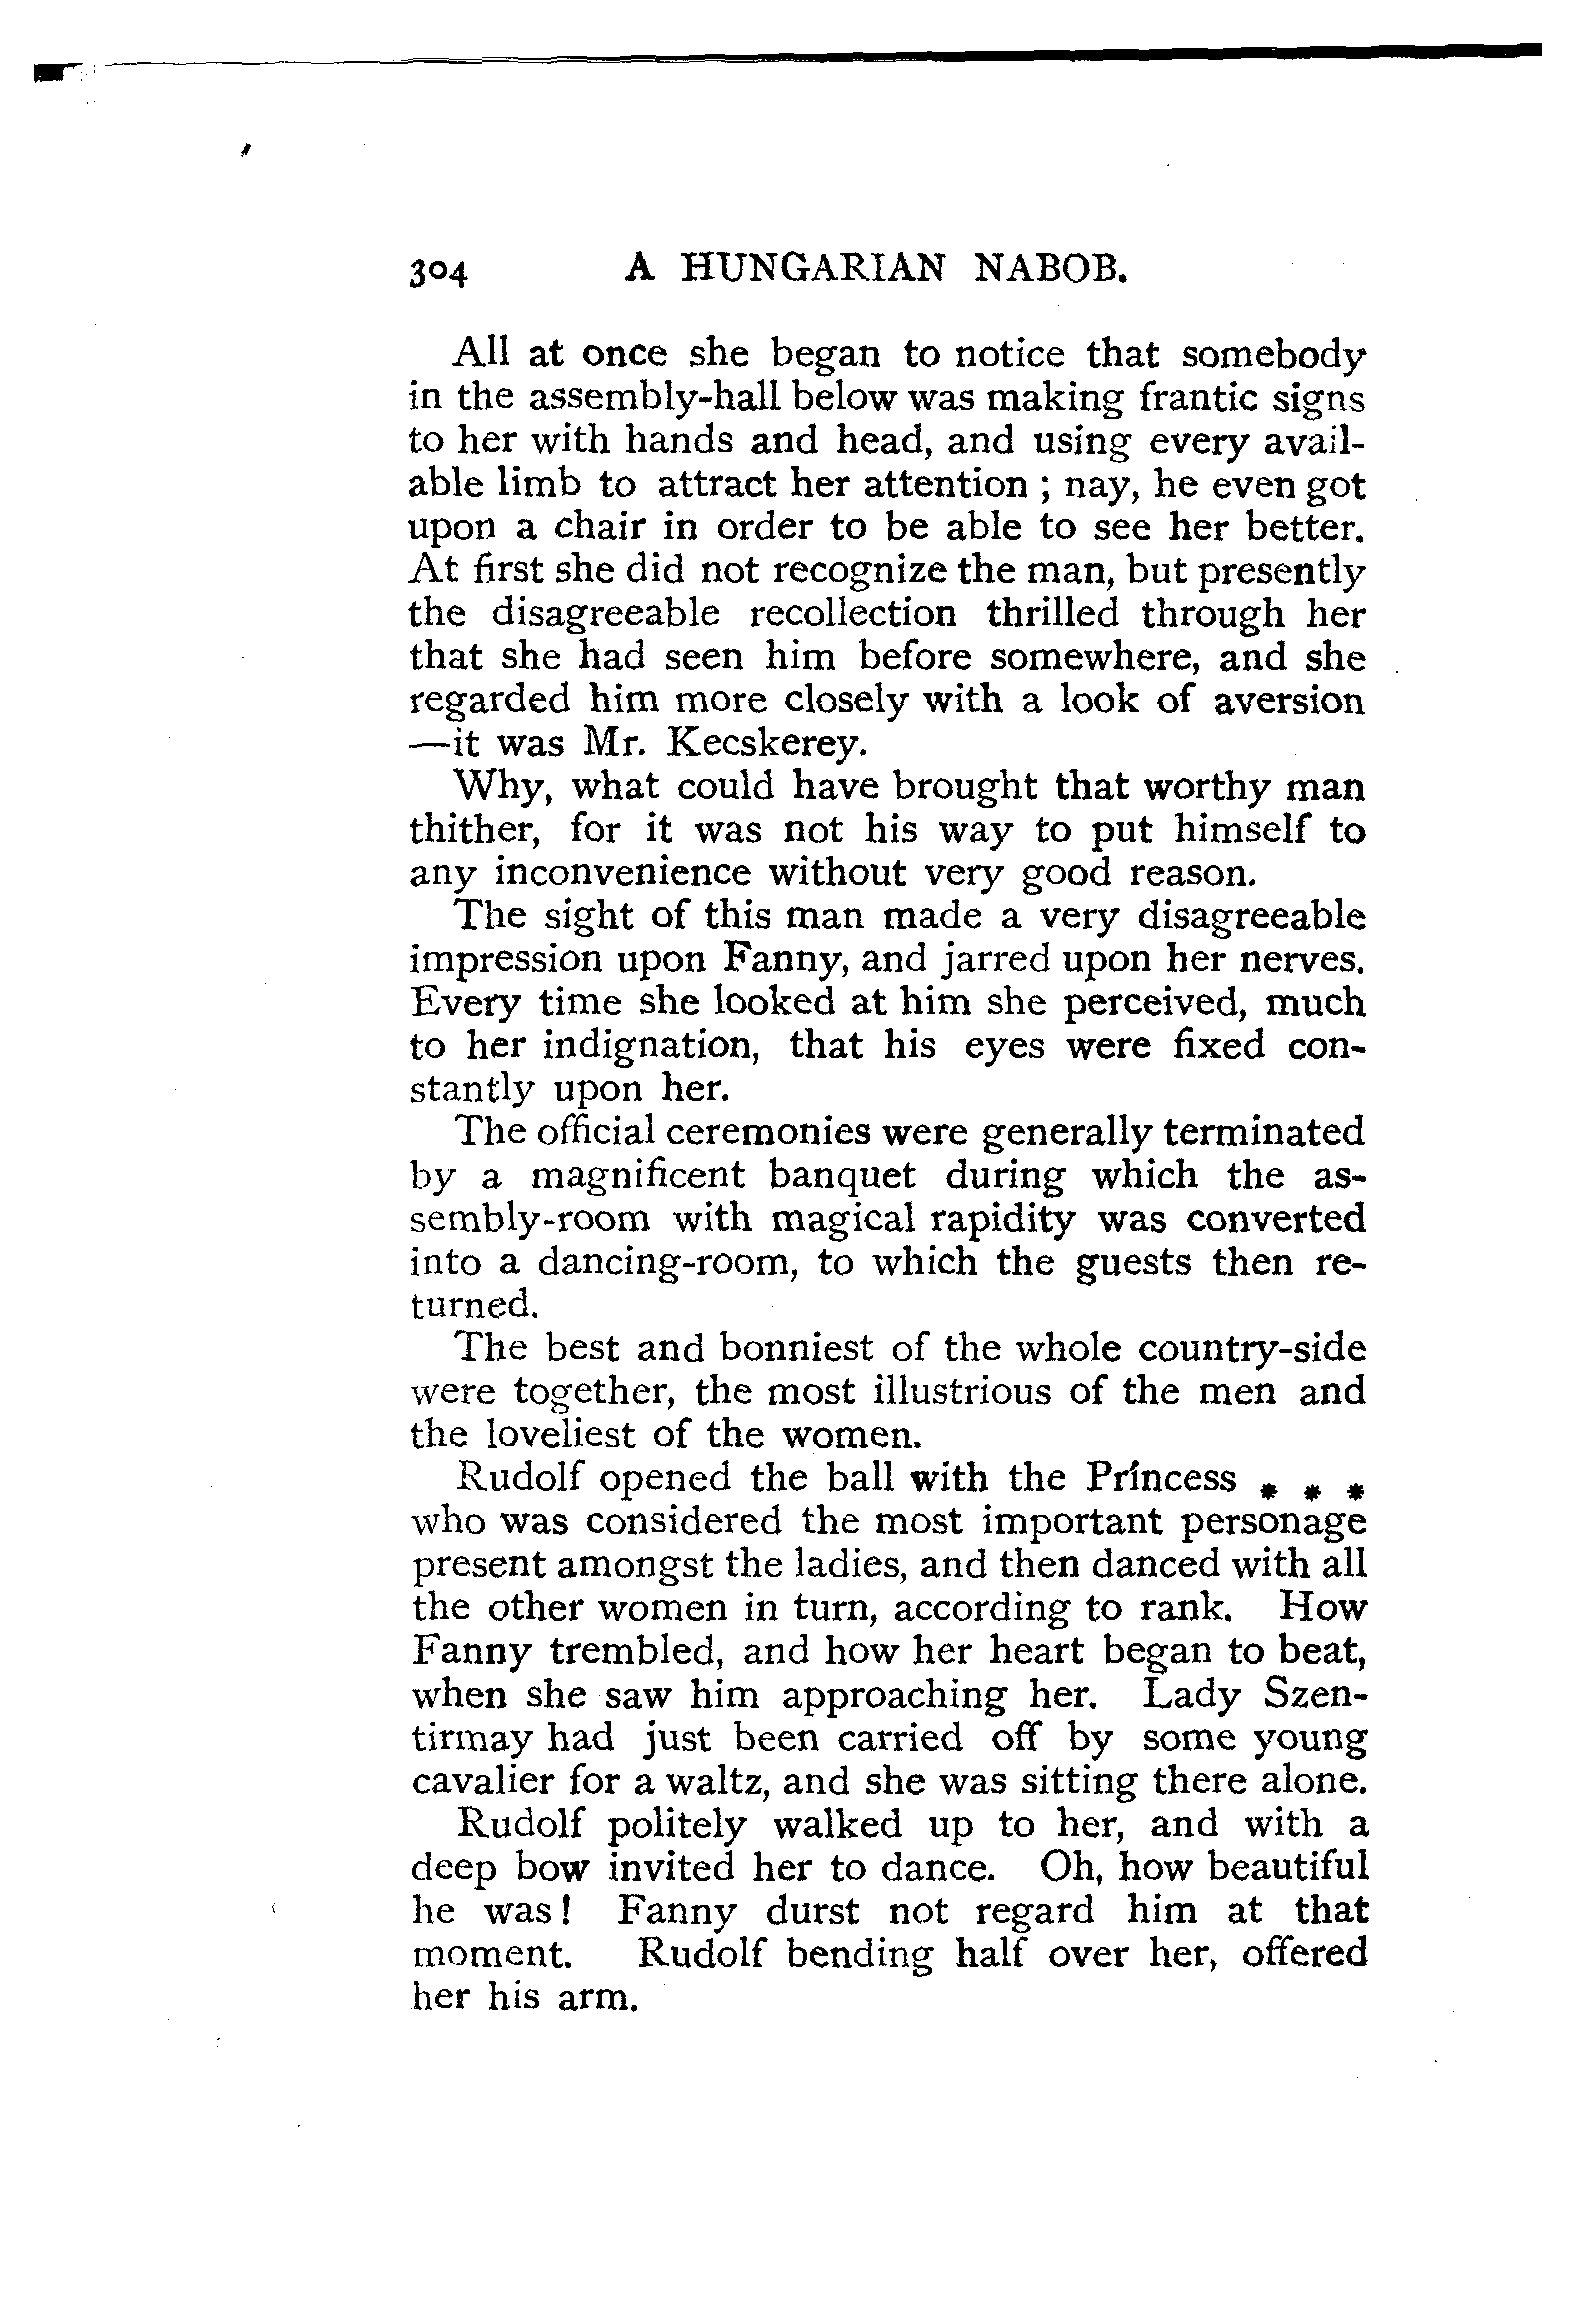 304 A HUNGARIAN NABOB.
All at once she began to notice that somebody
in the assembly-hall below was making frantic signs
to her with hands and head, and using every avail-
able limb to attract her attention ; nay, he even got
upon a chair in order to be able to see her better.
At first she did not recognize the man, but presently
the disagreeable recollection thrilled through her
that she had seen him before somewhere, and she
regarded him more closely with a look of aversion
—it was Mr. Kecskerey.
Why, what could have brought that worthy man
thither, for it was not his way to put himself to
any inconvenience without very good reason.
The sight of this man made a very disagreeable
impression upon Fanny, and jarred upon her nerves.
Every time she looked at him she perceived, much
to her indignation, that his eyes were fixed con-
stantly upon her.
The official ceremonies were generally terminated
by a magnificent banquet during which the as-
sembly-room with magical rapidity was converted
into a dancing-room, to which the guests then re-
turned.
The best and bonniest of the whole country-side
were together, the most illustrious of the men and
the loveliest of the women.
Rudolf opened the ball with the Princess * * *
who was considered the most important personage
present amongst the ladies, and then danced with all
the other women in turn, according to rank. How
Fanny trembled, and how her heart began to beat,
when she saw him approaching her. Lady Szen-
tirmay had just been carried off by some young
cavalier for a waltz, and she was sitting there alone.
Rudolf politely walked up to her, and with a
deep bow invited her to dance. Oh, how beautiful
he was! Fanny durst not regard him at that
moment. Rudolf bending half over her, offered
her his arm.